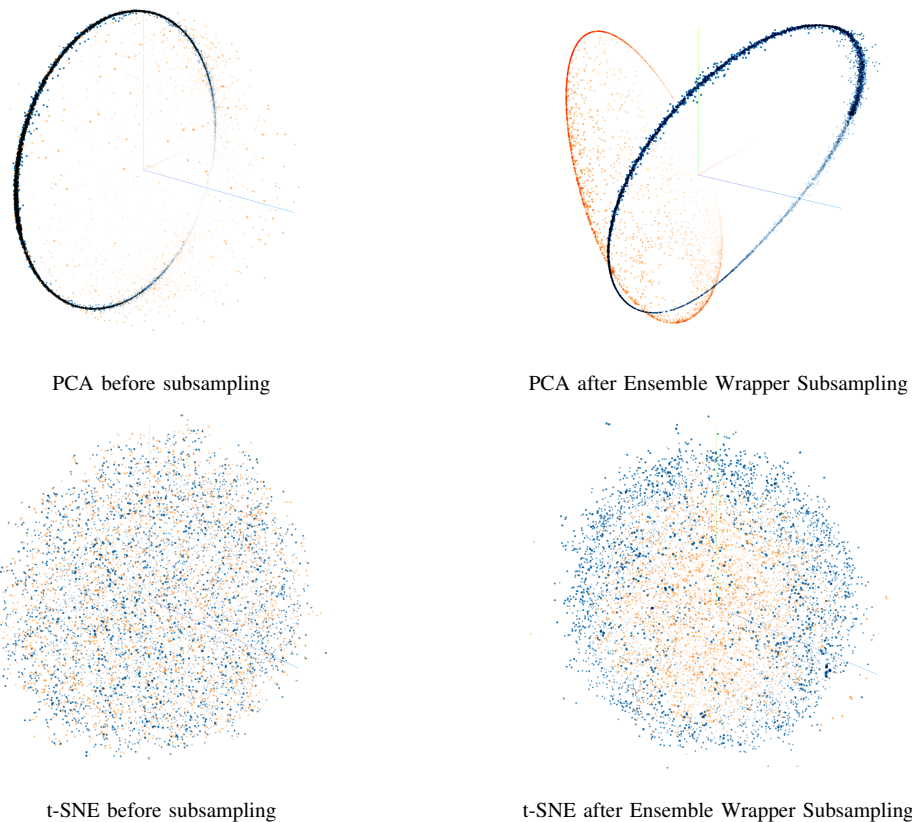 PCA before subsampling
PCA after Ensemble Wrapper Subsampling
t-SNE before subsampling
t-SNE after Ensemble Wrapper Subsampling